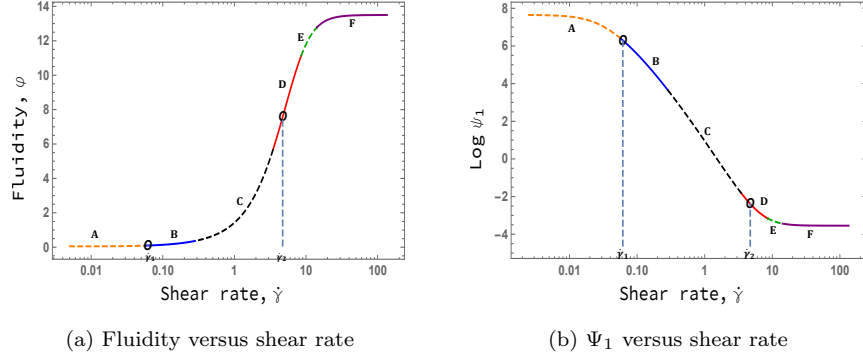 14
12
10
8
6
4
2
0
Fluidity, φ
A
B
C
D
E
F
γ̇₁
γ̇₂
0.01
0.10
1
10
100
Shear rate, γ̇
(a) Fluidity versus shear rate
8
6
4
2
0
-2
-4
Log ψ₁
A
B
C
D
E
F
γ̇₁
γ̇₂
0.01
0.10
1
10
100
Shear rate, γ̇
(b) Ψ₁ versus shear rate